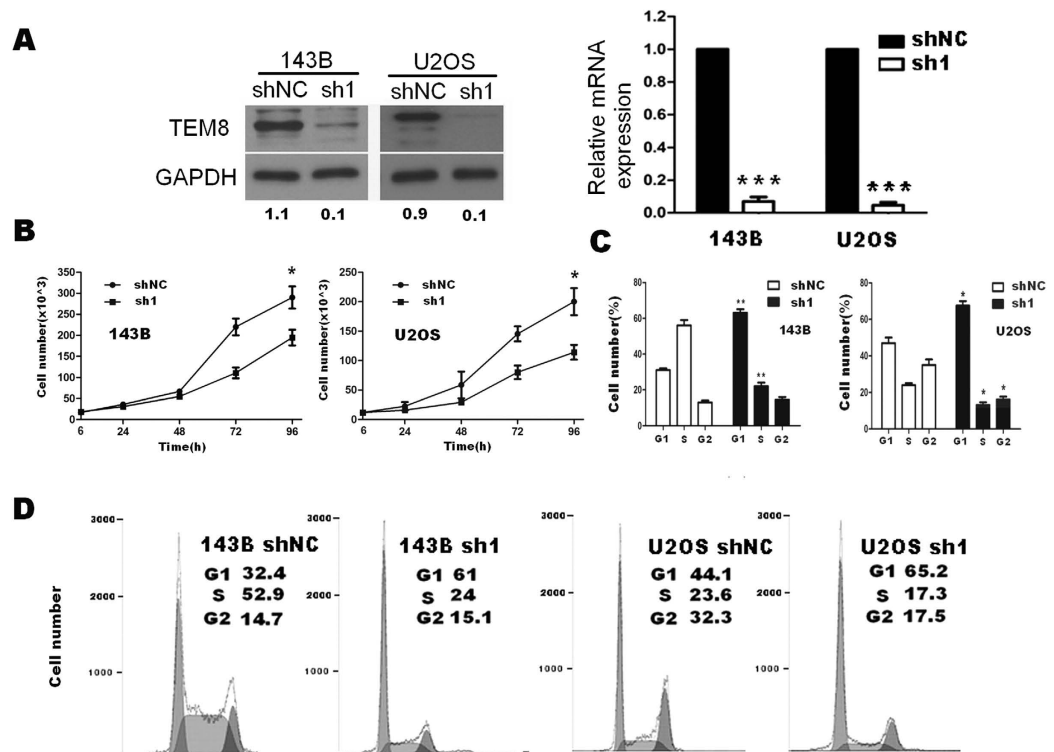 A
143B
U2OS
shNC sh1
shNC sh1
TEM8
GAPDH
1.1 0.1 0.9 0.1
Relative mRNA
expression
1.2
1.0
0.8
0.6
0.4
0.2
0.0
shNC
sh1
***
***
143B U2OS
B
Cell number(x10^3)
350
300
250
200
150
100
50
0
shNC
sh1
143B
*
6 24 48 72 96
Time(h)
Cell number(x10^3)
250
200
150
100
50
0
shNC
sh1
U2OS
*
6 24 48 72 96
Time(h)
C
Cell number(%)
80
60
40
20
0
shNC
sh1
143B
**
**
G1 S G2 G1 S G2
Cell number(%)
80
60
40
20
0
shNC
sh1
U2OS
*
* *
G1 S G2 G1 S G2
D
Cell number
3000
2000
1000
143B shNC
G1 32.4
S 52.9
G2 14.7
3000
2000
1000
143B sh1
G1 61
S 24
G2 15.1
3000
2000
1000
U2OS shNC
G1 44.1
S 23.6
G2 32.3
3000
2000
1000
U2OS sh1
G1 65.2
S 17.3
G2 17.5